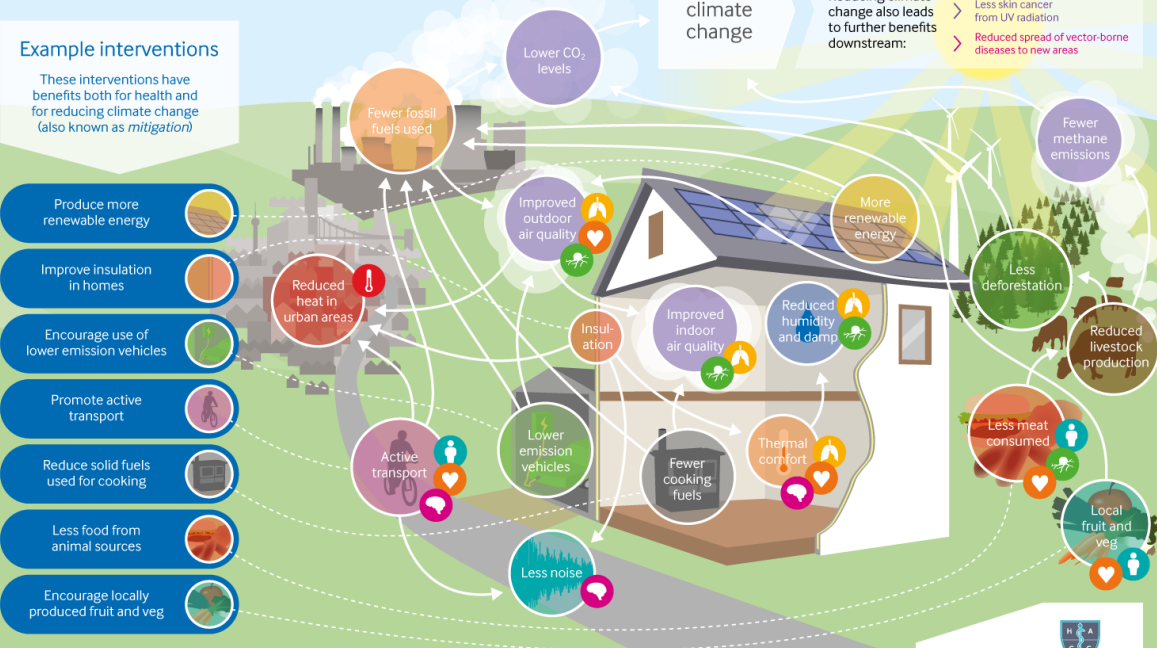 climate
change
Reducing climate
change also leads
to further benefits
downstream:
Less skin cancer
from UV radiation
Reduced spread of vector-borne
diseases to new areas
Example interventions
These interventions have
benefits both for health and
for reducing climate change
(also known as mitigation)
Produce more
renewable energy
Improve insulation
in homes
Encourage use of
lower emission vehicles
Promote active
transport
Reduce solid fuels
used for cooking
Less food from
animal sources
Encourage locally
produced fruit and veg
Lower CO₂
levels
Fewer fossil
fuels used
Fewer
methane
emissions
Improved
outdoor
air quality
More
renewable
energy
Less
deforestation
Reduced
heat in
urban areas
Insul-
ation
Improved
indoor
air quality
Reduced
humidity
and damp
Reduced
livestock
production
Active
transport
Lower
emission
vehicles
Fewer
cooking
fuels
Thermal
comfort
Less meat
consumed
Local
fruit and
veg
Less noise
H A